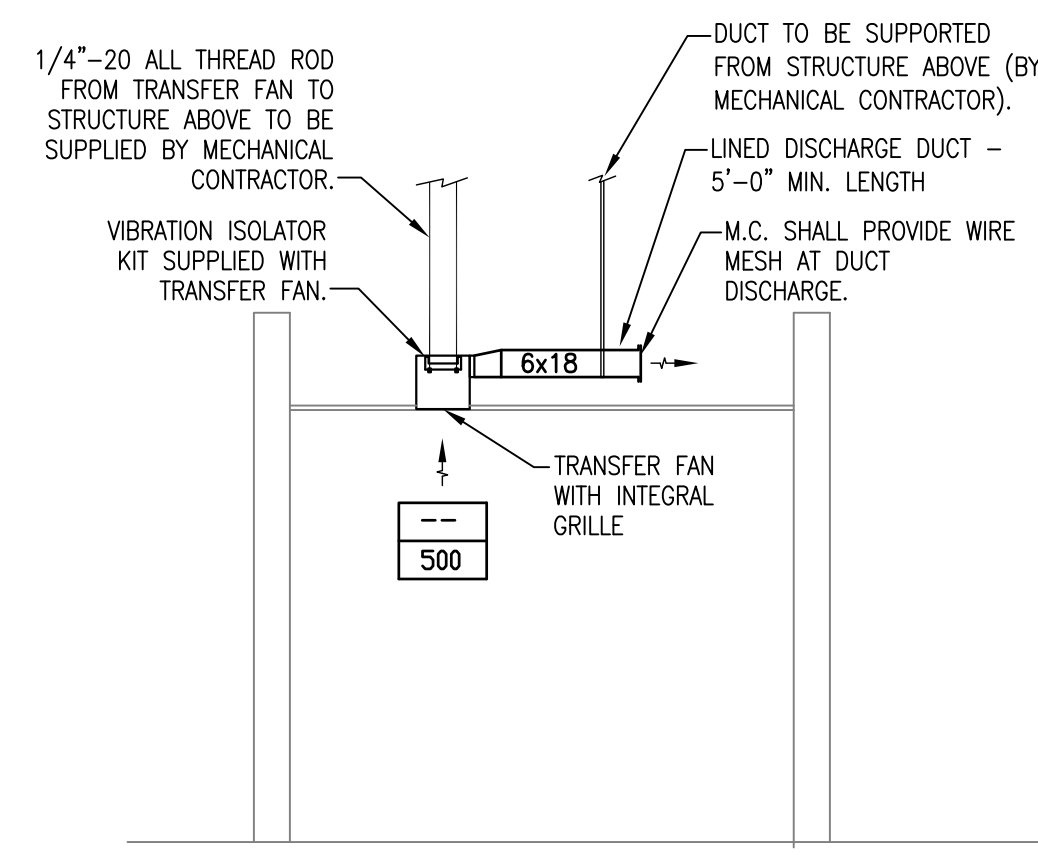 1/4”-20 ALL THREAD ROD
FROM TRANSFER FAN TO
STRUCTURE ABOVE TO BE
SUPPLIED BY MECHANICAL
CONTRACTOR.
VIBRATION ISOLATOR
KIT SUPPLIED WITH
TRANSFER FAN.
DUCT TO BE SUPPORTED
FROM STRUCTURE ABOVE (BY
MECHANICAL CONTRACTOR).
LINED DISCHARGE DUCT –
5’-0” MIN. LENGTH
M.C. SHALL PROVIDE WIRE
MESH AT DUCT
DISCHARGE.
6x18
TRANSFER FAN
WITH INTEGRAL
GRILLE
--
500